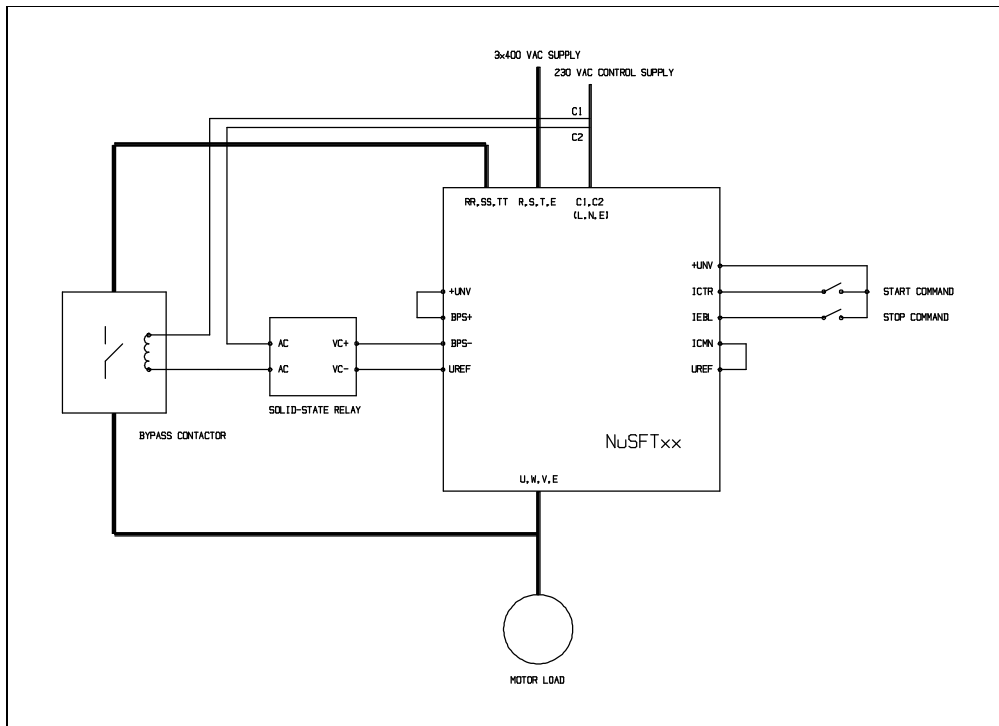 3x400 VAC SUPPLY
230 VAC CONTROL SUPPLY
C1
C2
RR,SS,TT
R,S,T,E
C1,C2
(L,N,E)
+UNV
BPS+
BPS-
UREF
+UNV
ICTR
IEBL
ICMN
UREF
START COMMAND
STOP COMMAND
AC
AC
VC+
VC-
SOLID-STATE RELAY
BYPASS CONTACTOR
NuSFTxx
U,W,V,E
MOTOR LOAD